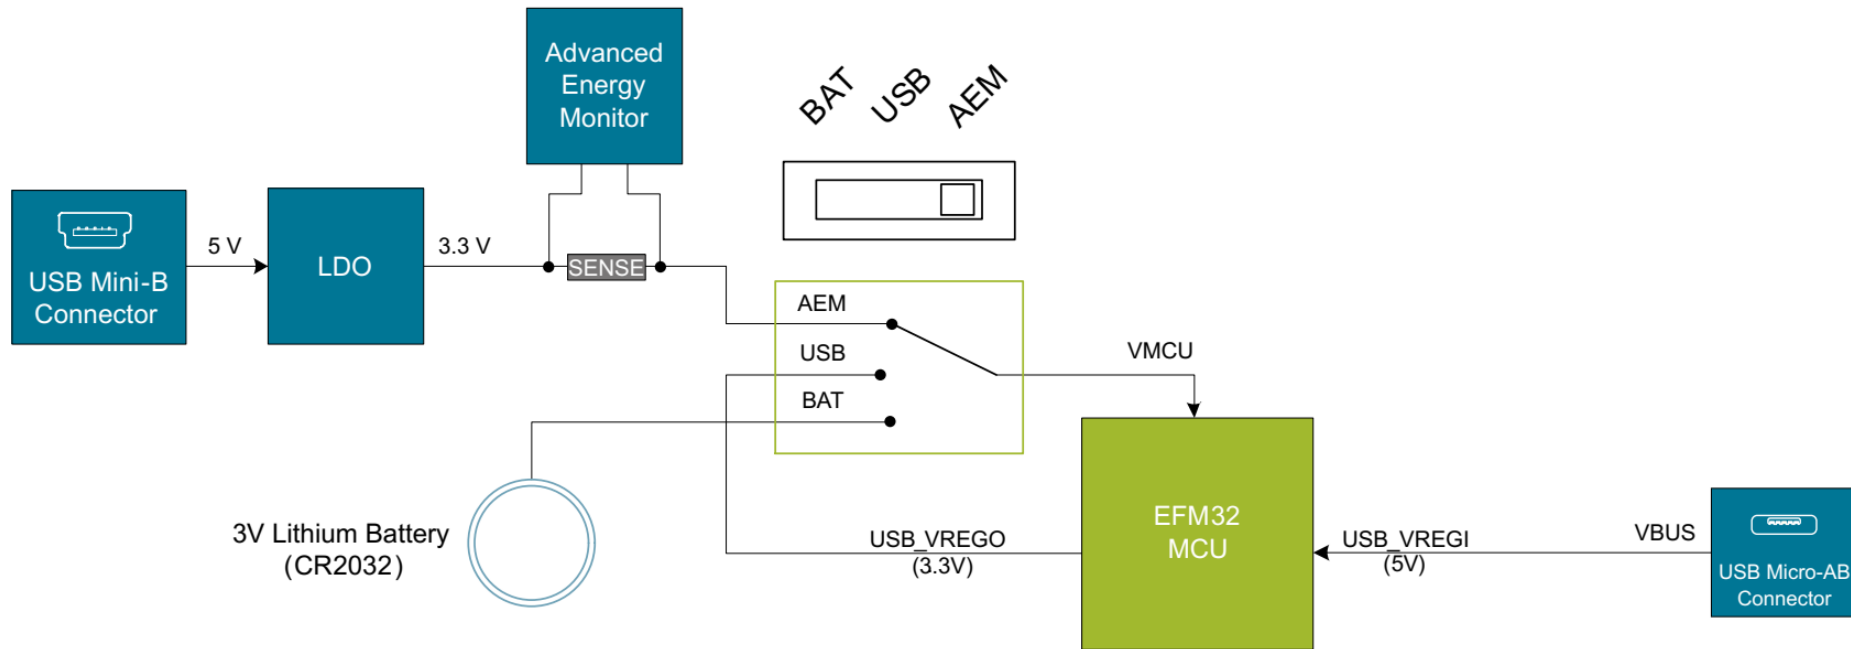 Advanced
Energy
Monitor
BAT
USB
AEM
USB Mini-B
Connector
5 V
LDO
3.3 V
SENSE
AEM
USB
BAT
VMCU
3V Lithium Battery
(CR2032)
USB_VREGO
(3.3V)
EFM32
MCU
USB_VREGI
(5V)
VBUS
USB Micro-AB
Connector